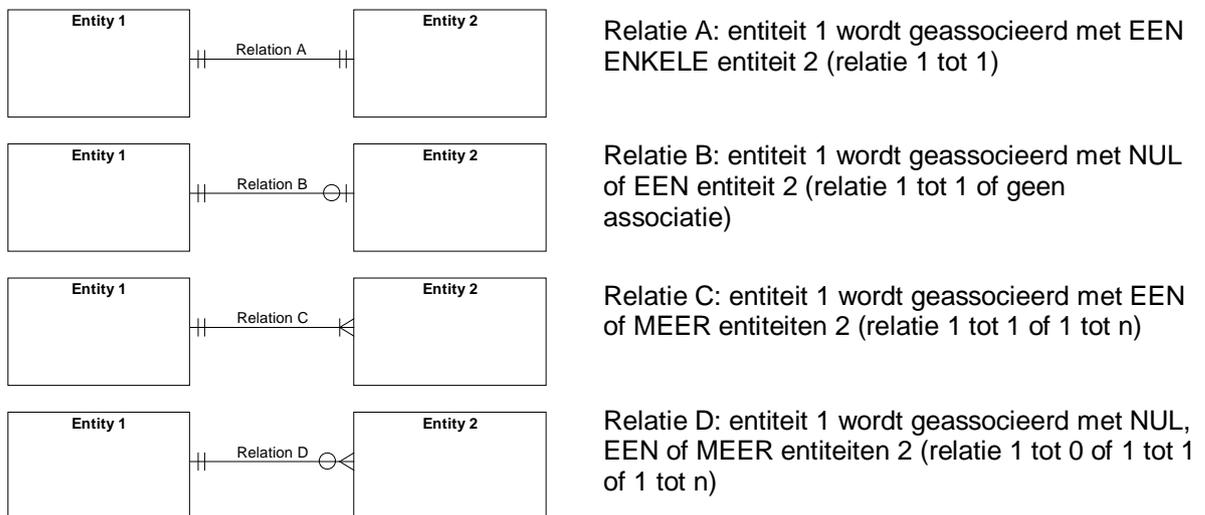 Entity 1
Relation A
Entity 2
Relatie A: entiteit 1 wordt geassocieerd met EEN
ENKELE entiteit 2 (relatie 1 tot 1)
Entity 1
Relation B
Entity 2
Relatie B: entiteit 1 wordt geassocieerd met NUL
of EEN entiteit 2 (relatie 1 tot 1 of geen
associatie)
Entity 1
Relation C
Entity 2
Relatie C: entiteit 1 wordt geassocieerd met EEN
of MEER entiteiten 2 (relatie 1 tot 1 of 1 tot n)
Entity 1
Relation D
Entity 2
Relatie D: entiteit 1 wordt geassocieerd met NUL,
EEN of MEER entiteiten 2 (relatie 1 tot 0 of 1 tot 1
of 1 tot n)